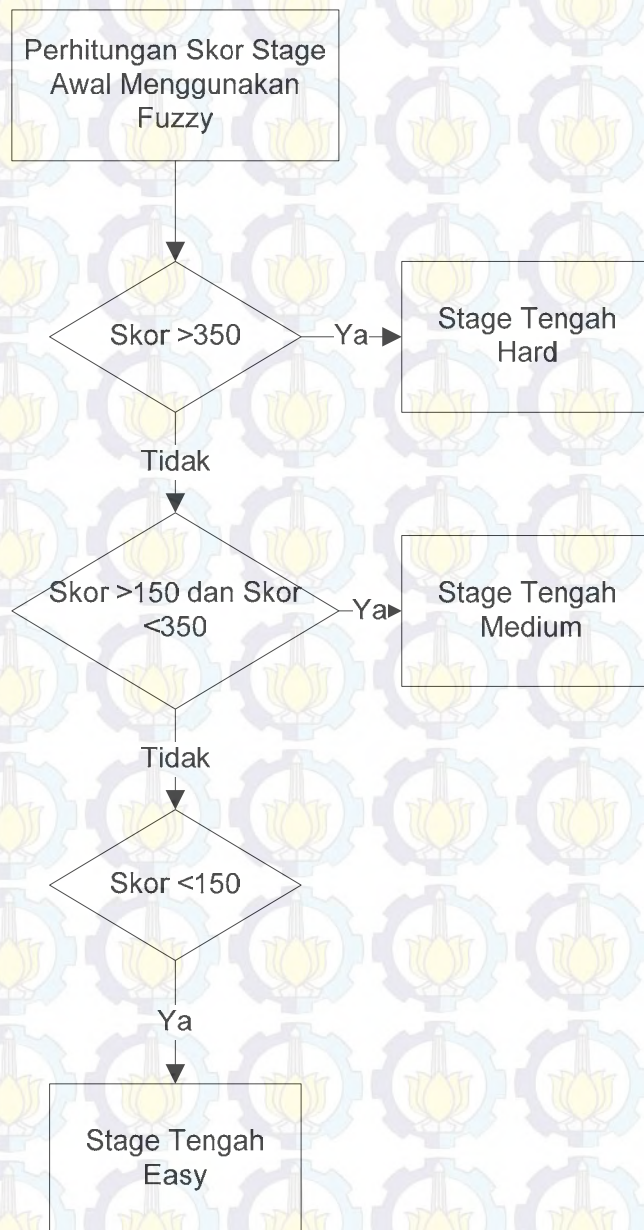 Perhitungan Skor Stage
Awal Menggunakan
Fuzzy
Skor >350
Ya
Stage Tengah
Hard
Tidak
Skor >150 dan Skor
<350
Ya
Stage Tengah
Medium
Tidak
Skor <150
Ya
Stage Tengah
Easy